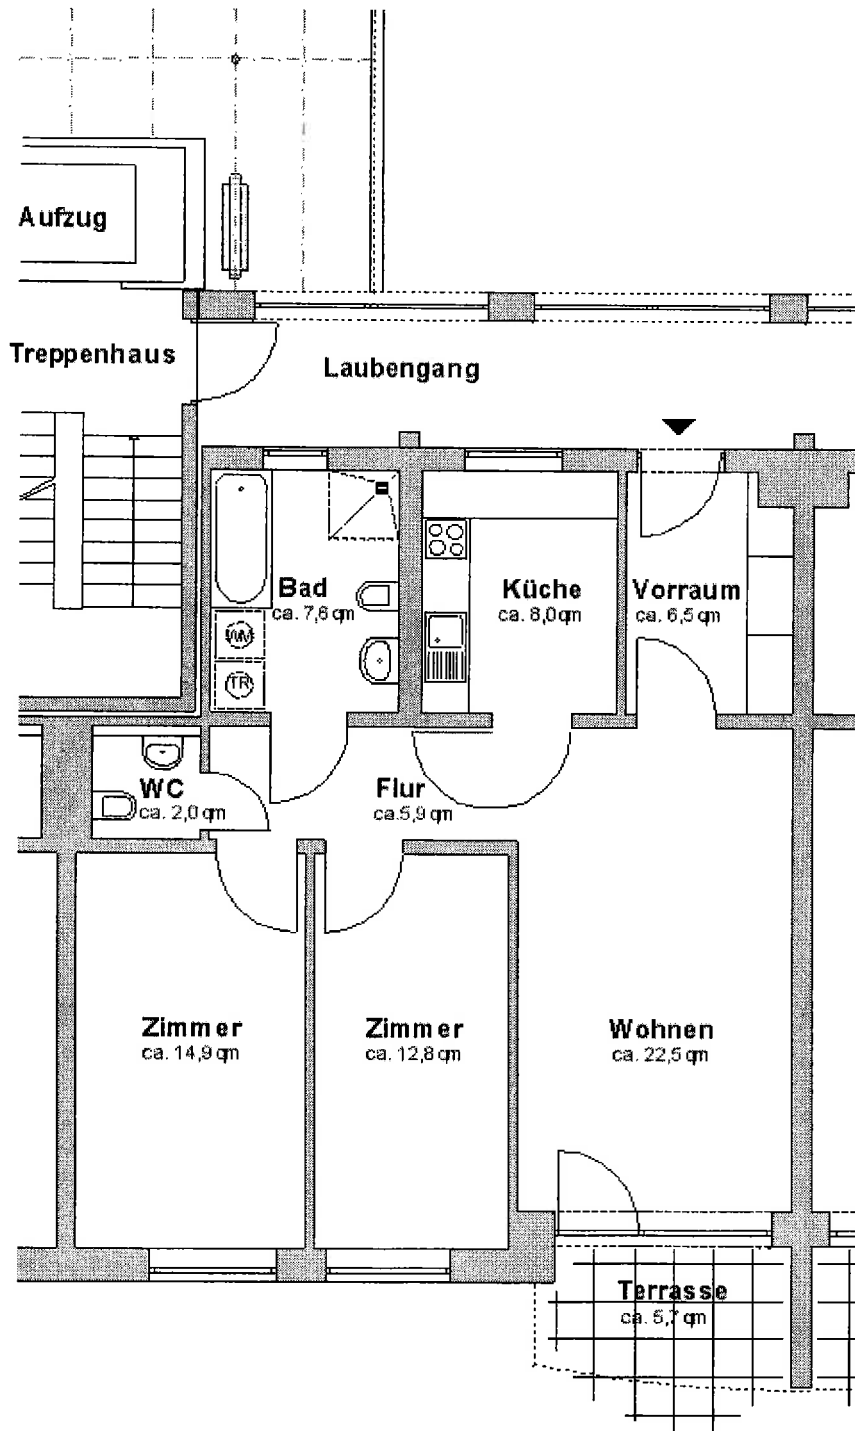 Aufzug
Treppenhaus
Laubengang
Bad
ca. 7,6 qm
Küche
ca. 8,0 qm
Vorraum
ca. 6,5 qm
WM
TR
WC
ca. 2,0 qm
Flur
ca. 5,9 qm
Zimmer
ca. 14,9 qm
Zimmer
ca. 12,8 qm
Wohnen
ca. 22,5 qm
Terrasse
ca. 5,7 qm